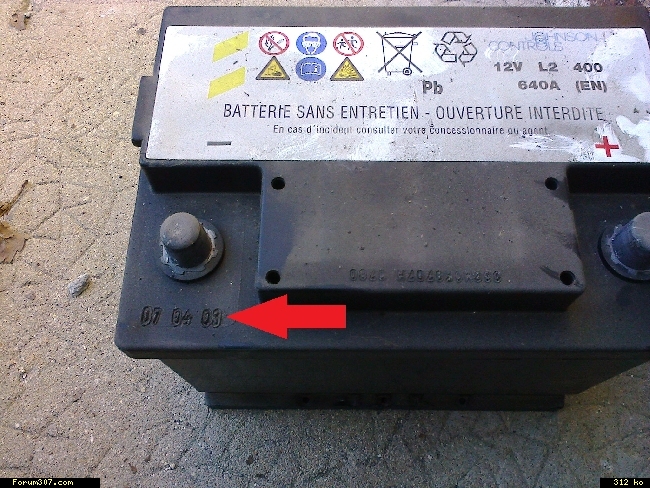 JOHNSON
CONTROLS
12V L2 400
Pb 640A (EN)
BATTERIE SANS ENTRETIEN - OUVERTURE INTERDITE
En cas d'incident consulter votre concessionnaire ou agent.
— +
07 04 03
Forum307.com 312 ko